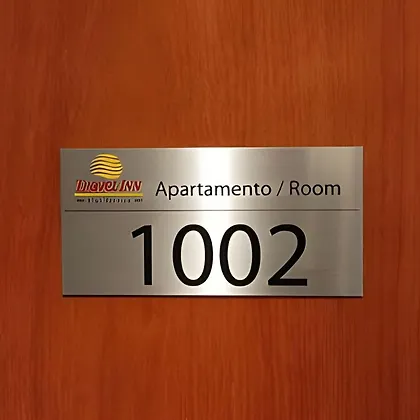 Travel Inn
Apartamento / Room
1002